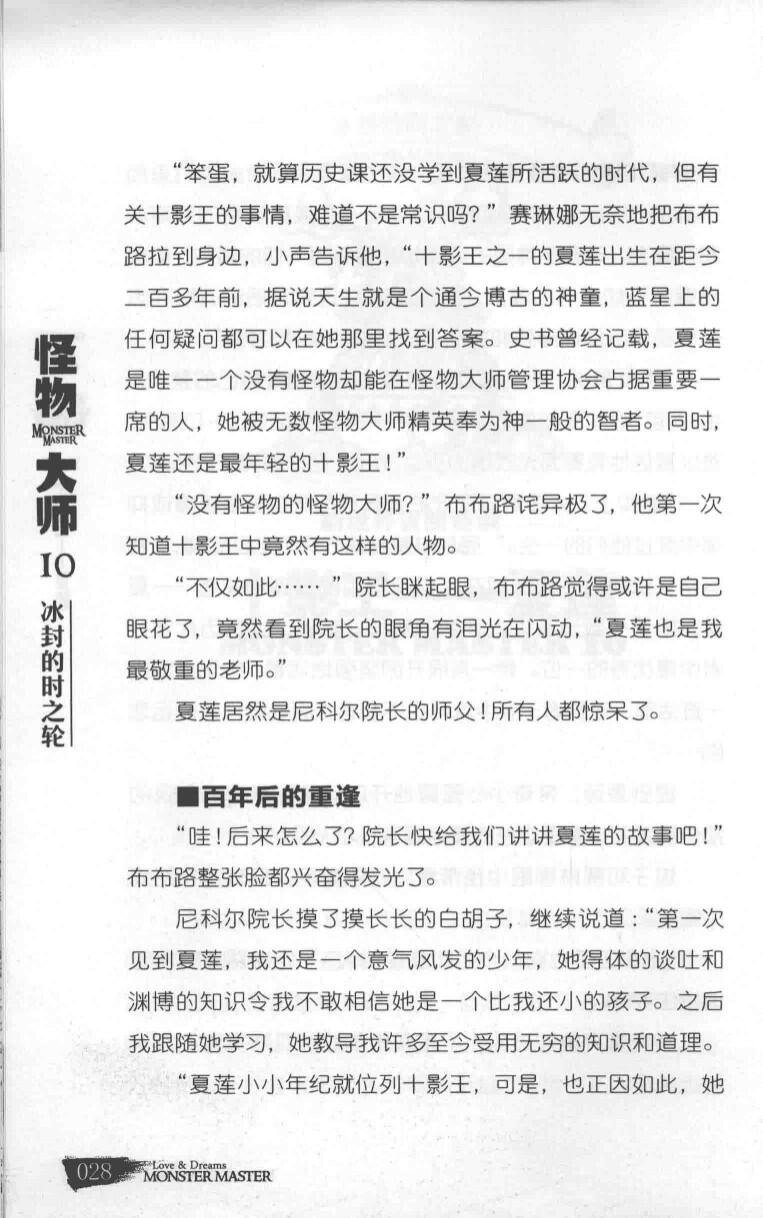 “笨蛋，就算历史课还没学到夏莲所活跃的时代，但有
关十影王的事情，难道不是常识吗？”赛琳娜无奈地把布布
路拉到身边，小声告诉他，“十影王之一的夏莲出生在距今
二百多年前，据说天生就是个通今博古的神童，蓝星上的
任何疑问都可以在她那里找到答案。史书曾经记载，夏莲
是唯一一个没有怪物却能在怪物大师管理协会占据重要一
席的人，她被无数怪物大师精英奉为神一般的智者。同时，
夏莲还是最年轻的十影王！”
“没有怪物的怪物大师？”布布路诧异极了，他第一次
知道十影王中竟然有这样的人物。
“不仅如此……”院长眯起眼，布布路觉得或许是自己
眼花了，竟然看到院长的眼角有泪光在闪动，“夏莲也是我
最敬重的老师。”
夏莲居然是尼科尔院长的师父！所有人都惊呆了。
■百年后的重逢
“哇！后来怎么了？院长快给我们讲讲夏莲的故事吧！”
布布路整张脸都兴奋得发光了。
尼科尔院长摸了摸长长的白胡子，继续说道：“第一次
见到夏莲，我还是一个意气风发的少年，她得体的谈吐和
渊博的知识令我不敢相信她是一个比我还小的孩子。之后
我跟随她学习，她教导我许多至今受用无穷的知识和道理。
“夏莲小小年纪就位列十影王，可是，也正因如此，她
怪物
MONSTER
MASTER
大师
10
冰封的时之轮
028
Love & Dreams
MONSTER MASTER